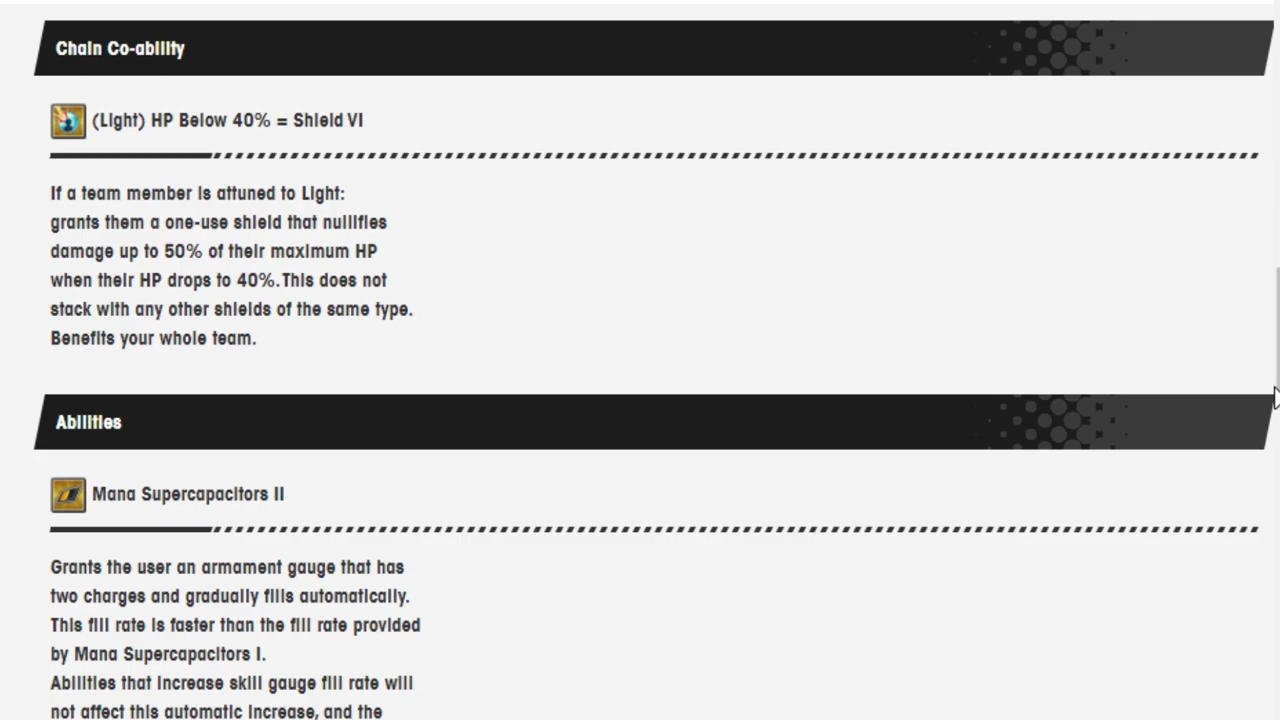 Chain Co-ability
(Light) HP Below 40% = Shield VI
If a team member is attuned to Light:
grants them a one-use shield that nullifies
damage up to 50% of their maximum HP
when their HP drops to 40%.This does not
stack with any other shields of the same type.
Benefits your whole team.
Abilities
Mana Supercapacitors II
Grants the user an armament gauge that has
two charges and gradually fills automatically.
This fill rate is faster than the fill rate provided
by Mana Supercapacitors I.
Abilities that increase skill gauge fill rate will
not affect this automatic increase, and the